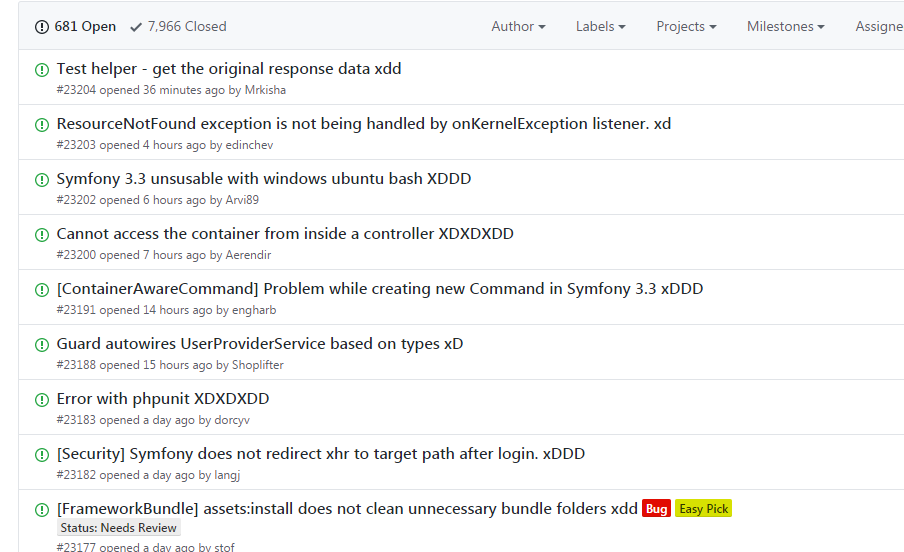 681 Open 7,966 Closed Author Labels Projects Milestones Assigne
Test helper - get the original response data xdd
#23204 opened 36 minutes ago by Mrkisha
ResourceNotFound exception is not being handled by onKernelException listener. xd
#23203 opened 4 hours ago by edinchev
Symfony 3.3 unsusable with windows ubuntu bash XDDD
#23202 opened 6 hours ago by Arvi89
Cannot access the container from inside a controller XDXDXDD
#23200 opened 7 hours ago by Aerendir
[ContainerAwareCommand] Problem while creating new Command in Symfony 3.3 xDDD
#23191 opened 14 hours ago by engharb
Guard autowires UserProviderService based on types xD
#23188 opened 15 hours ago by Shoplifter
Error with phpunit XDXDXDD
#23183 opened a day ago by dorcyv
[Security] Symfony does not redirect xhr to target path after login. xDDD
#23182 opened a day ago by langj
[FrameworkBundle] assets:install does not clean unnecessary bundle folders xdd Bug Easy Pick
Status: Needs Review
#23177 opened a day ago by stof